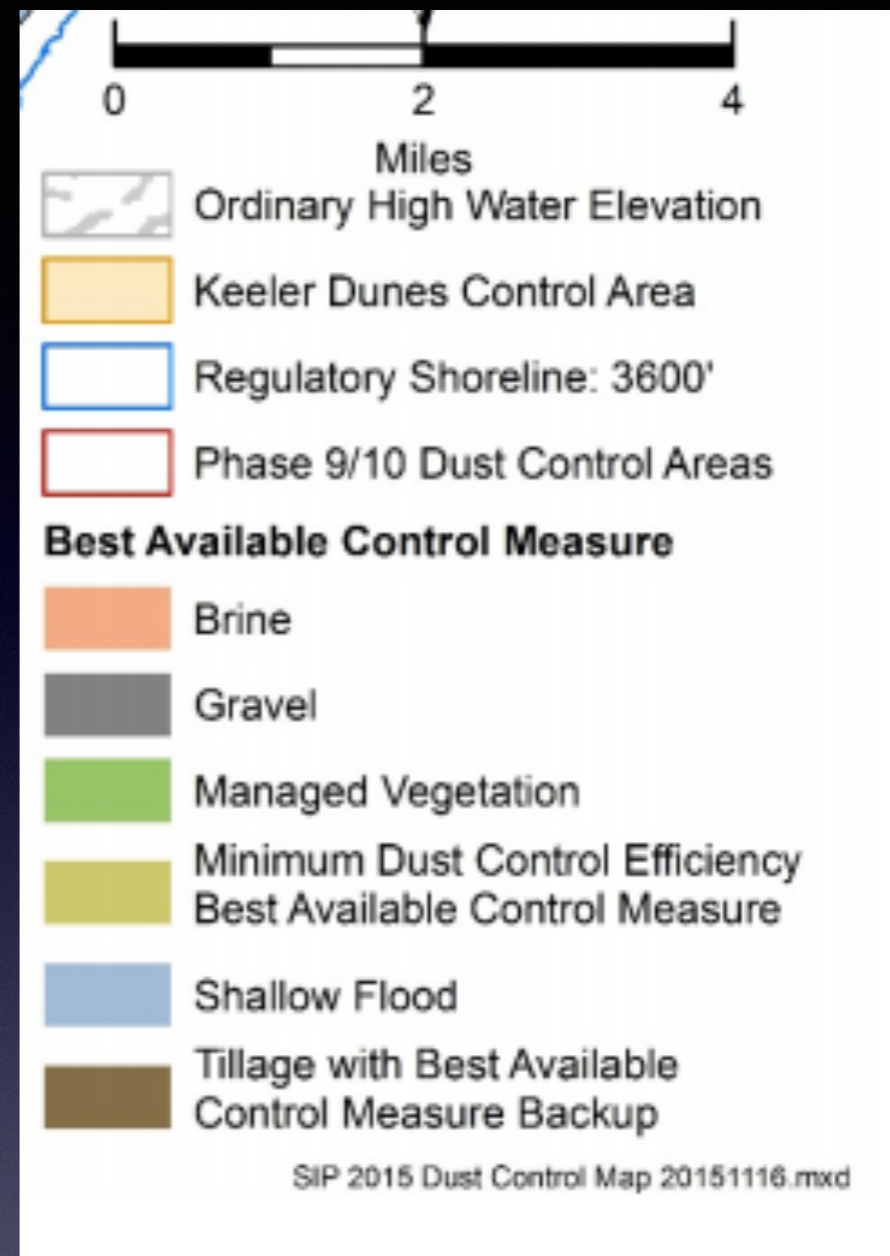 0 2 4
Miles
Ordinary High Water Elevation
Keeler Dunes Control Area
Regulatory Shoreline: 3600'
Phase 9/10 Dust Control Areas
Best Available Control Measure
Brine
Gravel
Managed Vegetation
Minimum Dust Control Efficiency
Best Available Control Measure
Shallow Flood
Tillage with Best Available
Control Measure Backup
SIP 2015 Dust Control Map 20151116.mxd